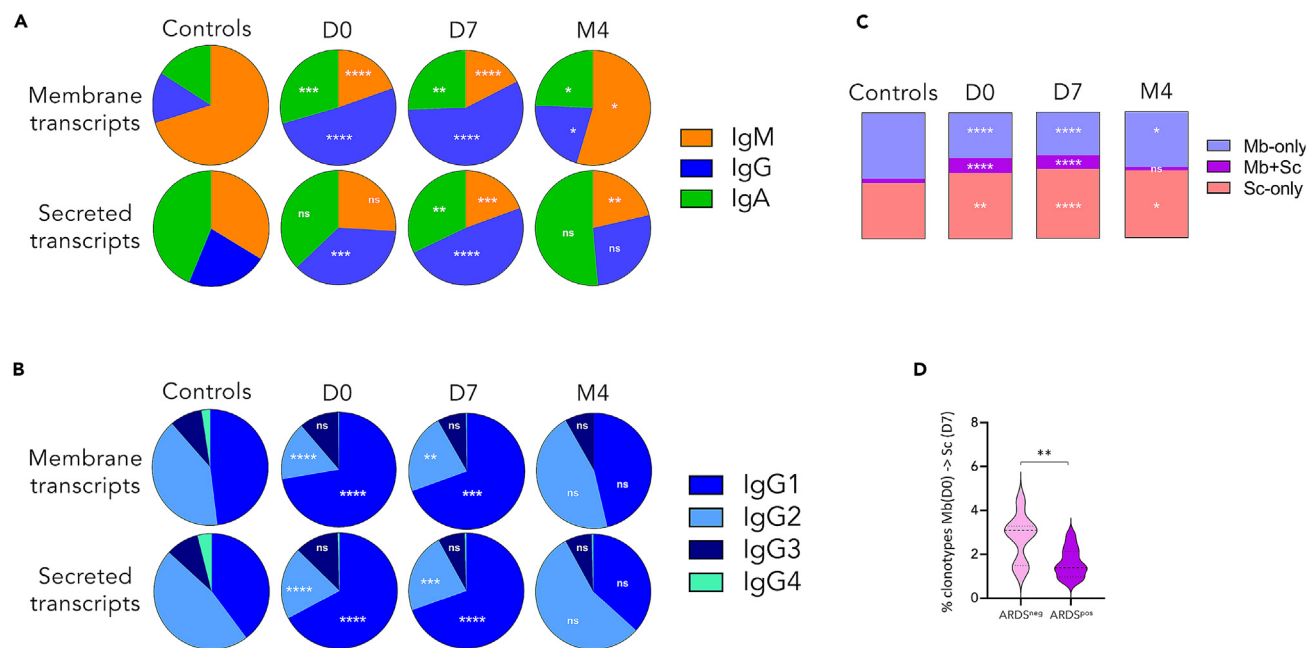 A
Controls D0 D7 M4
Membrane transcripts
*** **** ****
** **** ****
* * *
IgM
IgG
IgA
Secreted transcripts
ns ns ***
** *** ****
ns ** ns
B
Controls D0 D7 M4
Membrane transcripts
ns **** ****
ns ** ***
ns ns
IgG1
IgG2
IgG3
IgG4
Secreted transcripts
ns **** ****
ns *** ****
ns ns
C
Controls D0 D7 M4
**** **** *
**** **** ns
** **** *
Mb-only
Mb+Sc
Sc-only
D
% clonotypes Mb(D0) -> Sc (D7)
8
6
4
2
0
**
ARDSneg ARDSpos